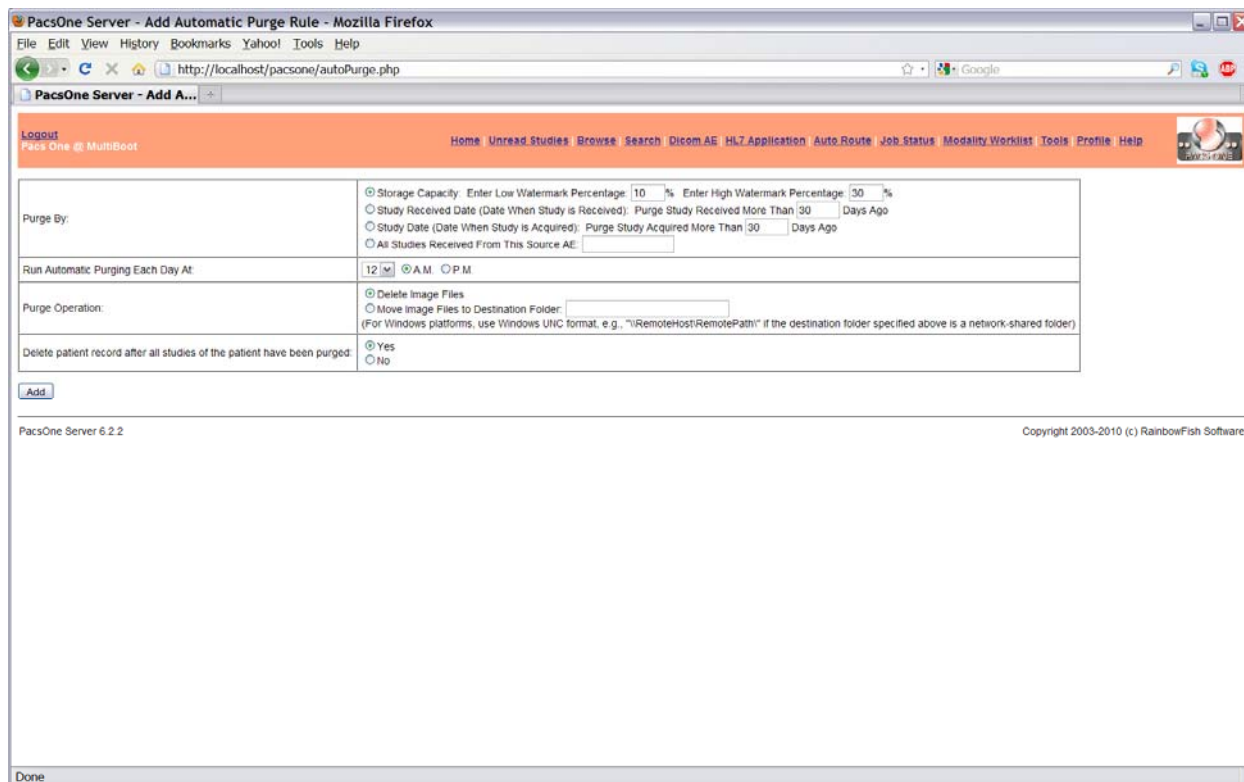 PacsOne Server - Add Automatic Purge Rule - Mozilla Firefox
File Edit View History Bookmarks Yahoo! Tools Help
http://localhost/pacsone/autoPurge.php
Google
ABP
PacsOne Server - Add A...
Logout
Pacs One @ MultiBoot
Home Unread Studies Browse Search Dicom AE HL7 Application Auto Route Job Status Modality Worklist Tools Profile Help
PACS ONE
Purge By:
Storage Capacity: Enter Low Watermark Percentage: 10 % Enter High Watermark Percentage: 30 %
Study Received Date (Date When Study is Received): Purge Study Received More Than 30 Days Ago
Study Date (Date When Study is Acquired): Purge Study Acquired More Than 30 Days Ago
All Studies Received From This Source AE:
Run Automatic Purging Each Day At:
12 A.M. P.M.
Purge Operation:
Delete Image Files
Move Image Files to Destination Folder:
(For Windows platforms, use Windows UNC format, e.g., "\\RemoteHost\RemotePath\" if the destination folder specified above is a network-shared folder)
Delete patient record after all studies of the patient have been purged:
Yes
No
Add
PacsOne Server 6.2.2
Copyright 2003-2010 (c) RainbowFish Software
Done